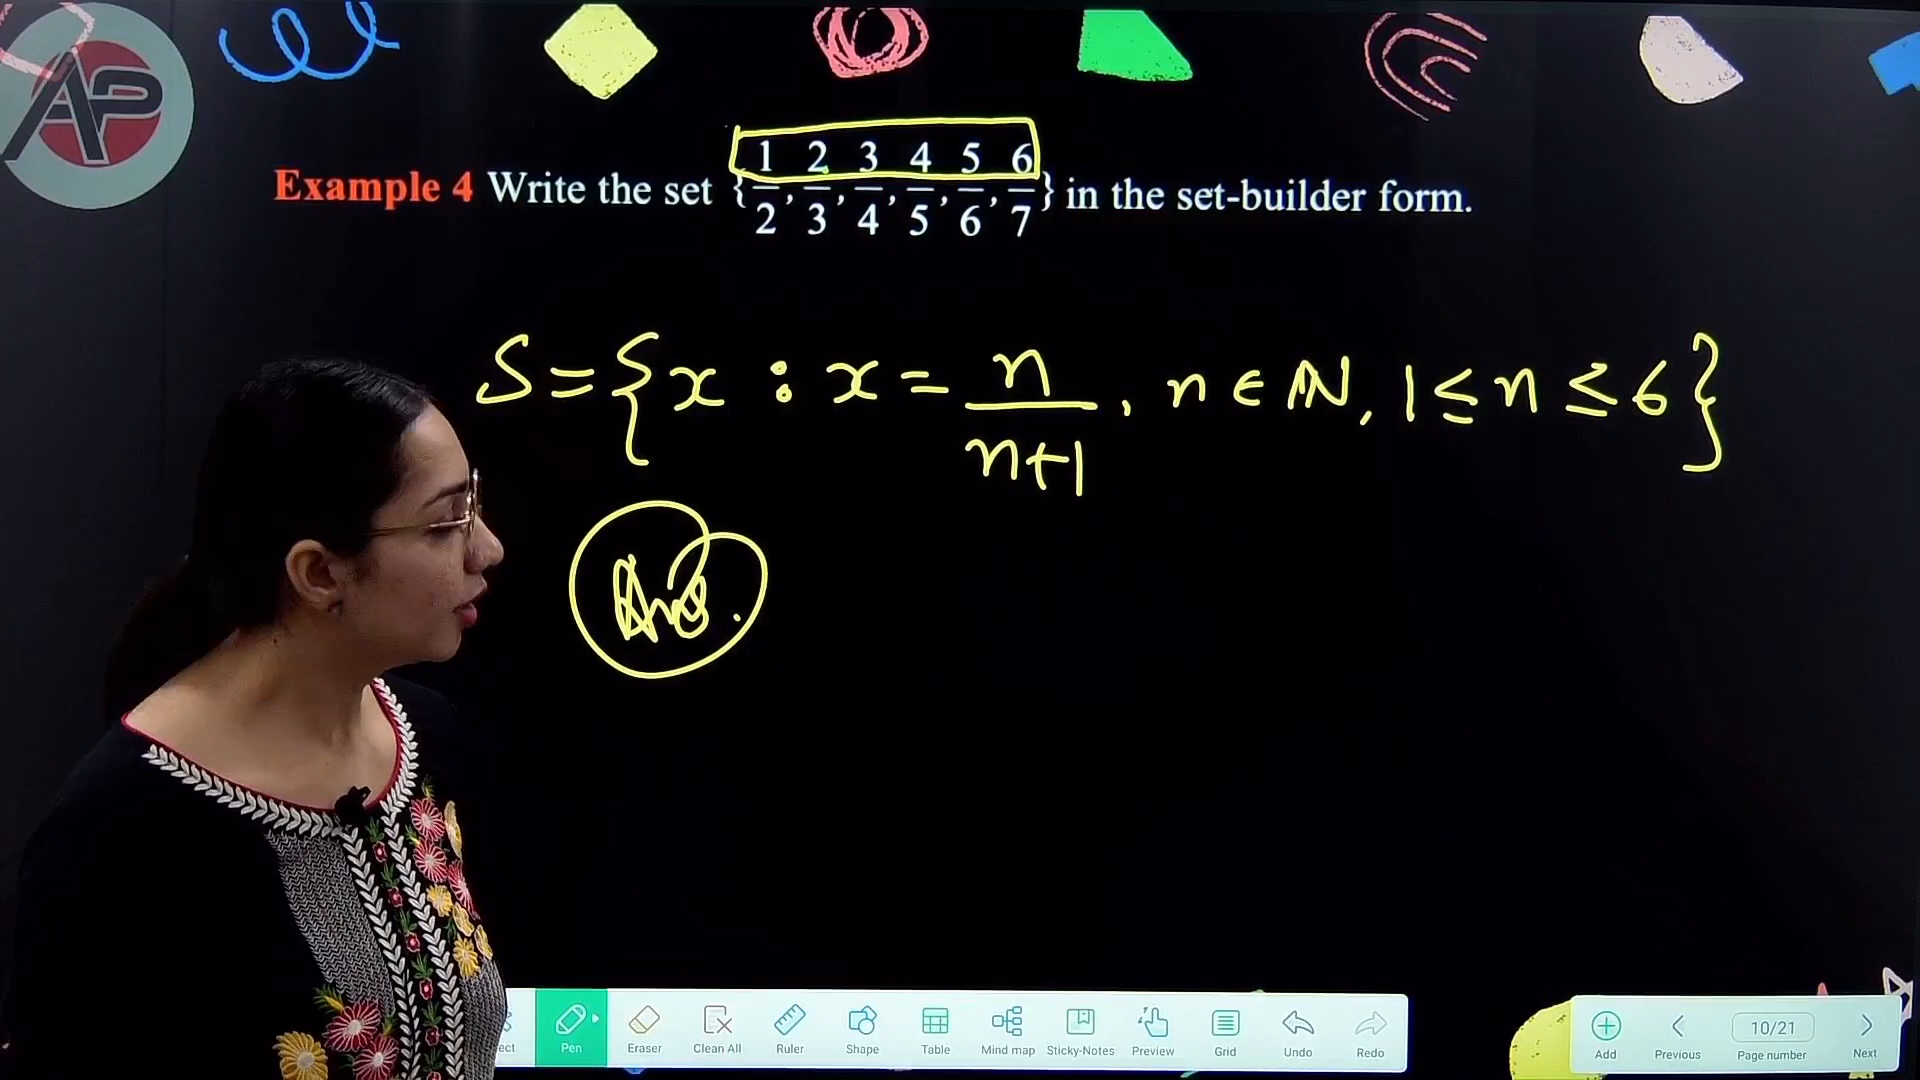 AP
Example 4 Write the set {1/2, 2/3, 3/4, 4/5, 5/6, 6/7} in the set-builder form.
S = {x : x = n/n+1, n ∈ N, 1 ≤ n ≤ 6}
Ans.
ect Pen Eraser Clean All Ruler Shape Table Mind map Sticky-Notes Preview Grid Undo Redo
Add Previous 10/21 Page number Next